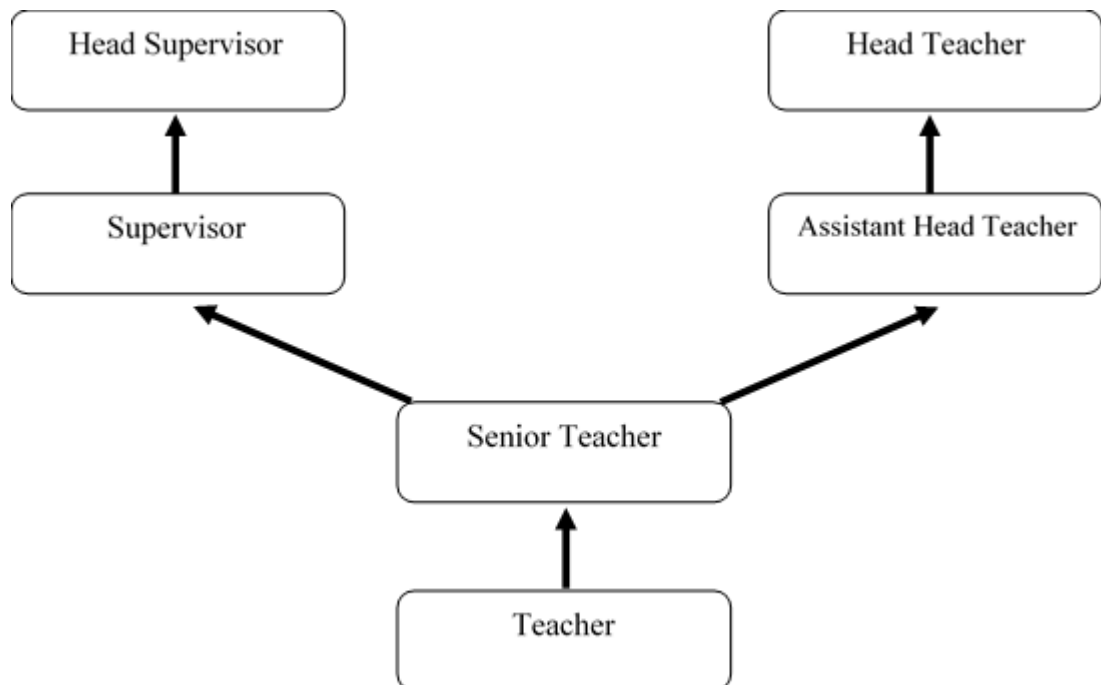 Head Supervisor
Head Teacher
Supervisor
Assistant Head Teacher
Senior Teacher
Teacher